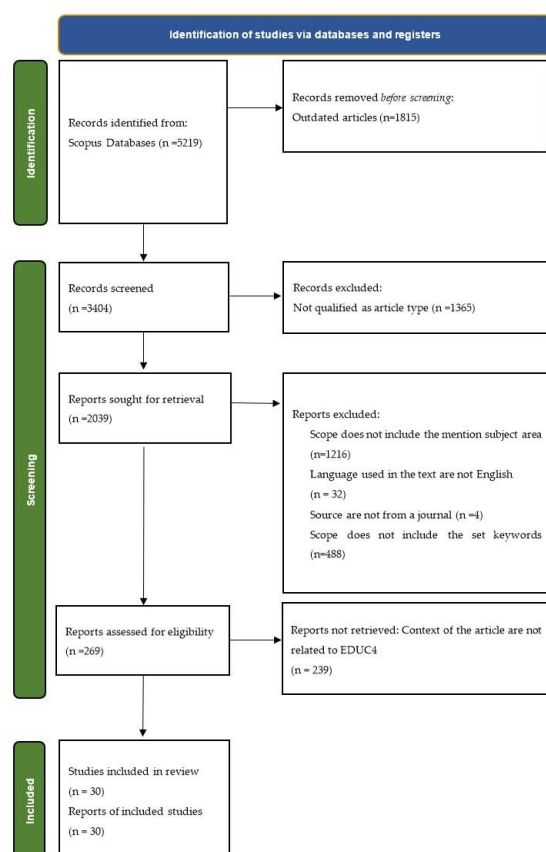 Identification of studies via databases and registers
Identification
Records identified from:
Scopus Databases (n =5219)
Records removed before screening:
Outdated articles (n=1815)
Screening
Records screened
(n =3404)
Records excluded:
Not qualified as article type (n =1365)
Reports sought for retrieval
(n =2039)
Reports excluded:
Scope does not include the mention subject area
(n=1216)
Language used in the text are not English
(n = 32)
Source are not from a journal (n =4)
Scope does not include the set keywords
(n=488)
Reports assessed for eligibility
(n =269)
Reports not retrieved: Context of the article are not
related to EDUC4
(n = 239)
Included
Studies included in review
(n = 30)
Reports of included studies
(n = 30)